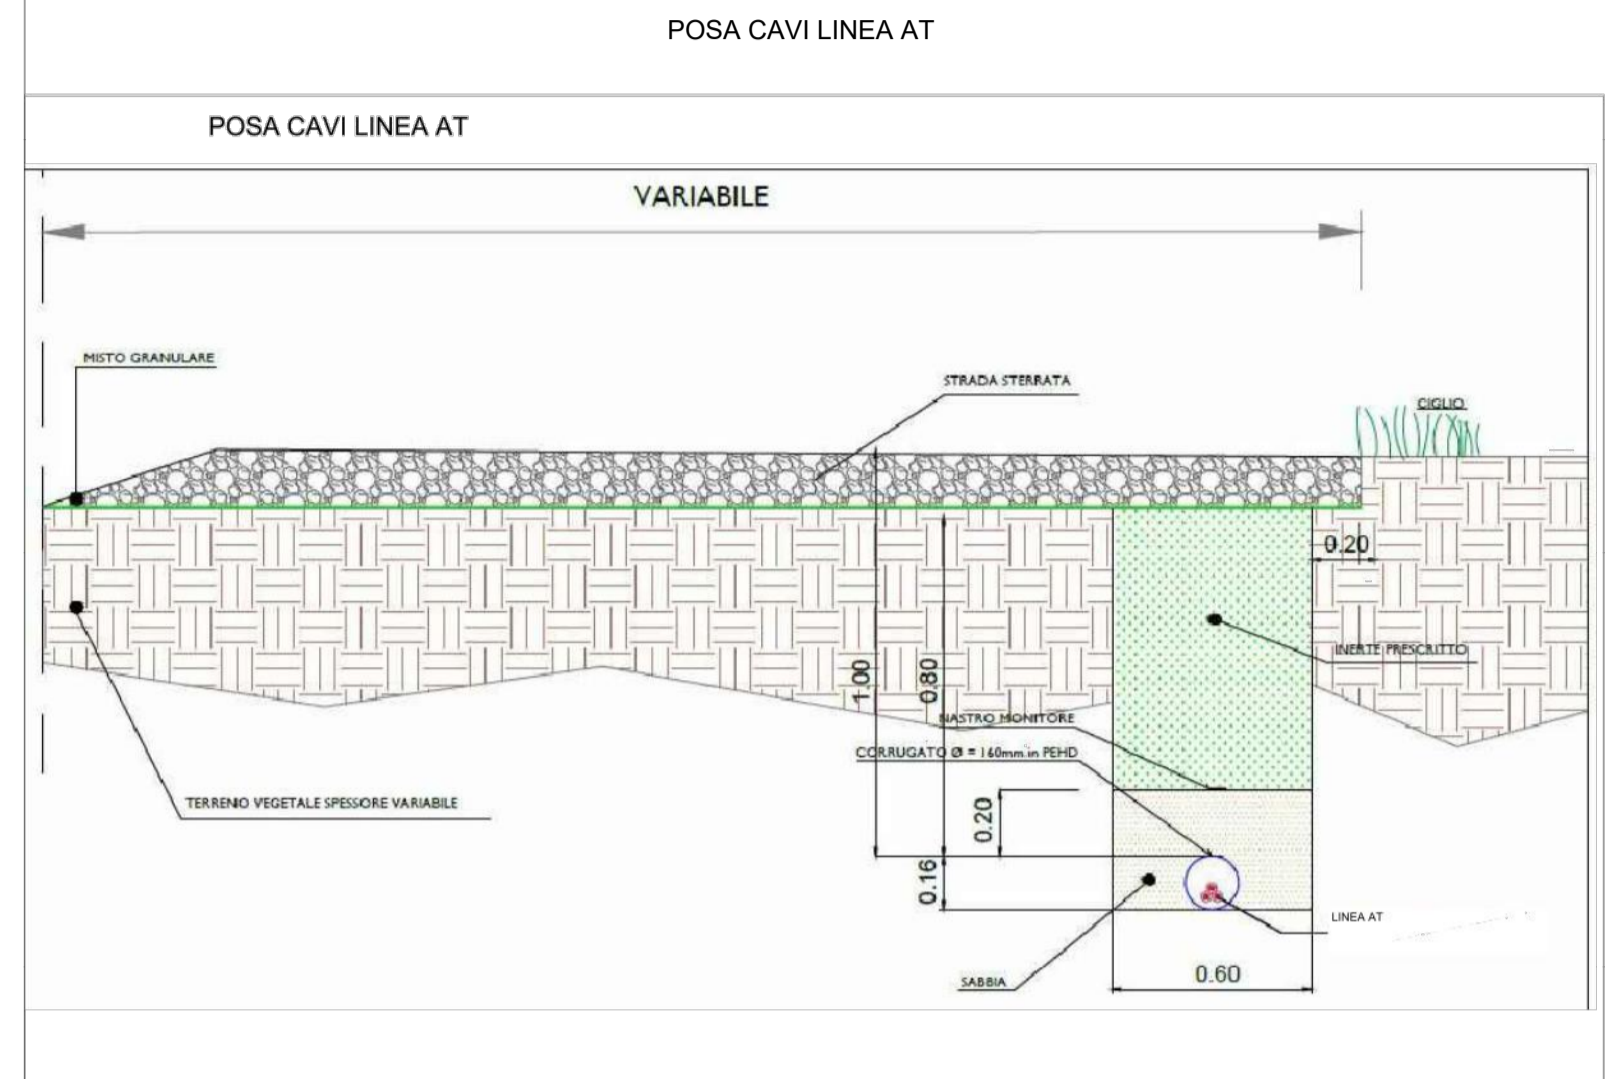 POSA CAVI LINEA AT
POSA CAVI LINEA AT
VARIABILE
MISTO GRANULARE
STRADA STERRATA
CIGLIO
0.20
INERTE PRESCRITTO
1.00
0.80
NASTRO MONITORE
CORRUGATO Ø = 160mm in PEHD
TERRENO VEGETALE SPESSORE VARIABILE
0.20
0.16
LINEA AT
SABBIA
0.60